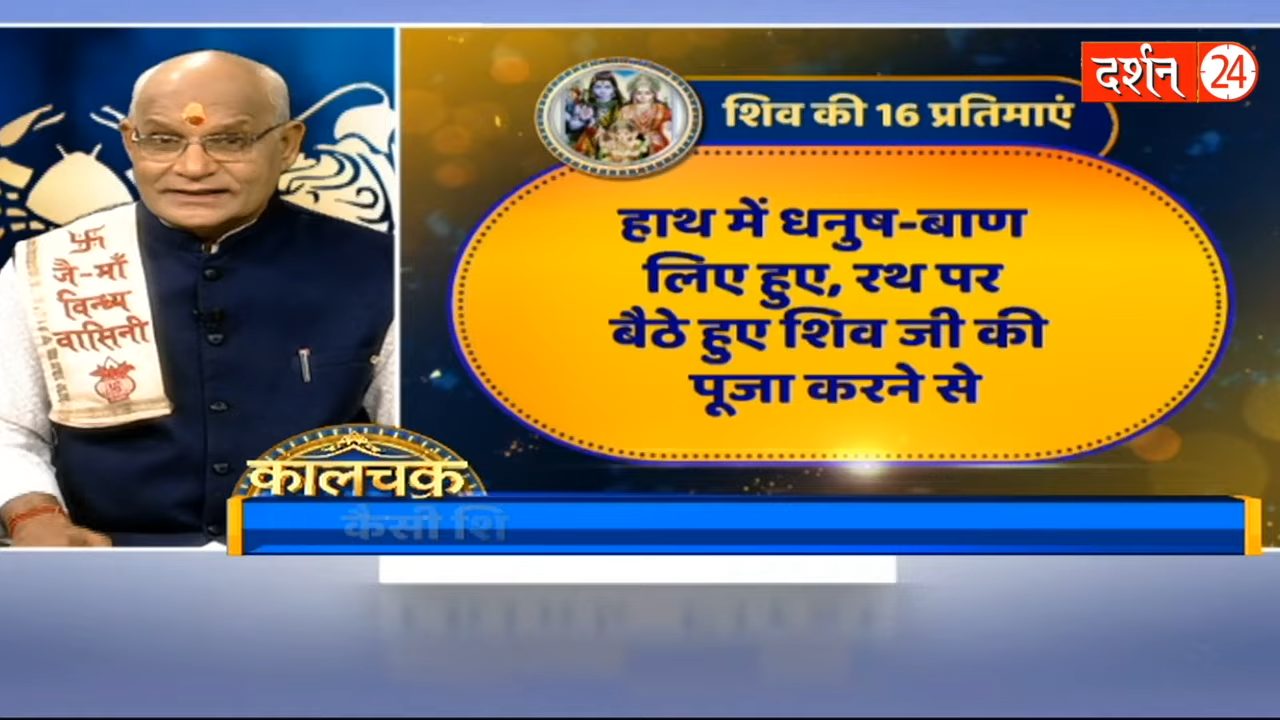 दर्शन 24
शिव की 16 प्रतिमाएं
हाथ में धनुष-बाण
लिए हुए, रथ पर
बैठे हुए शिव जी की
पूजा करने से
जै-माँ
विन्ध्य
वासिनी
कालचक्र
कैसी शि